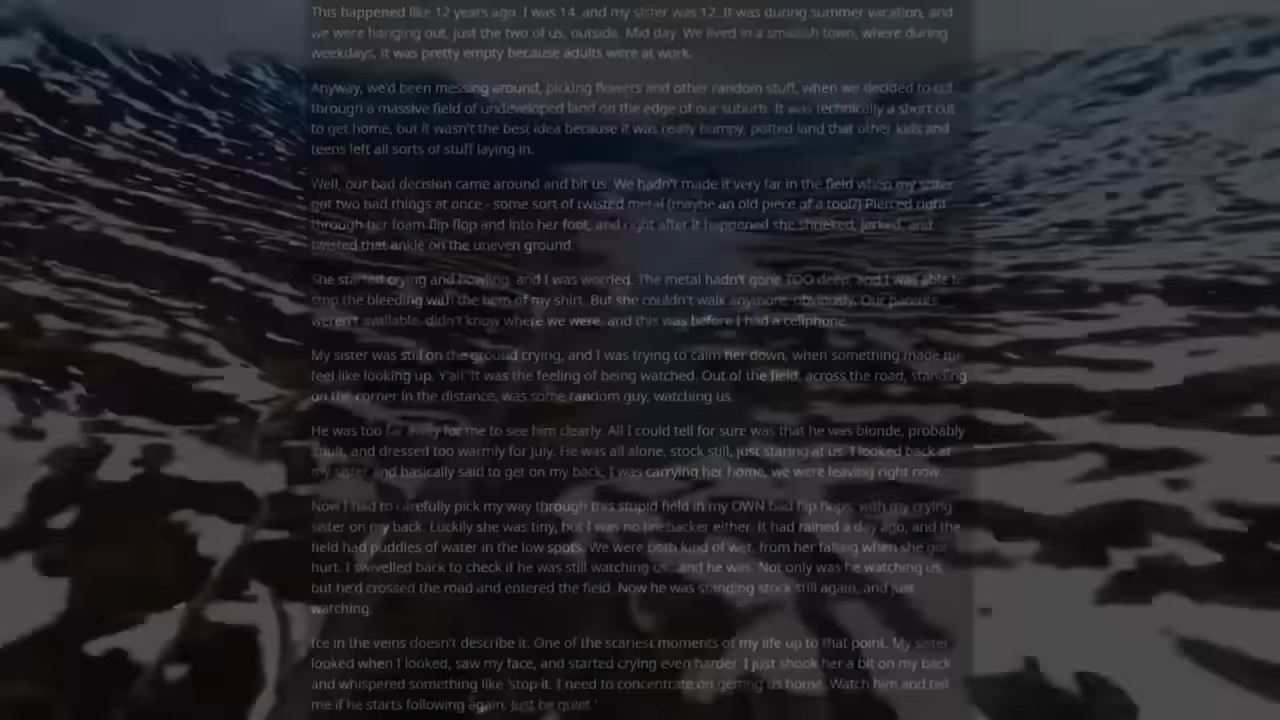 This happened like 12 years ago. I was 14, and my sister was 12. It was during summer vacation, and
we were hanging out, just the two of us, outside. Mid day. We lived in a smallish town, where during
weekdays, it was pretty empty because adults were at work.
Anyway, we'd been messing around, picking flowers and other random stuff, when we decided to cut
through a massive field of undeveloped land on the edge of our suburb. It was technically a short cut
to get home, but it wasn't the best idea because it was really bumpy, potted land that other kids and
teens left all sorts of stuff laying in.
Well, our bad decision came around and bit us. We hadn't made it very far in the field when my sister
got two bad things at once - some sort of twisted metal (maybe an old piece of a tool?) Pierced right
through her foam flip flop and into her foot, and right after it happened she shrieked, jerked, and
twisted that ankle on the uneven ground.
She started crying and howling, and I was worried. The metal hadn't gone TOO deep, and I was able to
stop the bleeding with the hem of my shirt. But she couldn't walk anymore, obviously. Our parents
weren't available, didn't know where we were, and this was before I had a cellphone.
My sister was still on the ground crying, and I was trying to calm her down, when something made me
feel like looking up. Y'all, it was the feeling of being watched. Out of the field, across the road, standing
on the corner in the distance, was some random guy, watching us.
He was too far away for me to see him clearly. All I could tell for sure was that he was blonde, probably
adult, and dressed too warmly for July. He was all alone, stock still, just staring at us. I looked back at
my sister and basically said to get on my back, I was carrying her home, we were leaving right now.
Now I had to carefully pick my way through this stupid field in my OWN bad flip flops, with my crying
sister on my back. Luckily she was tiny, but I was no linebacker either. It had rained a day ago, and the
field had puddles of water in the low spots. We were both kind of wet, from her falling when she got
hurt. I swivelled back to check if he was still watching us...and he was. Not only was he watching us,
but he'd crossed the road and entered the field. Now he was standing stock still again, and just
watching.
Ice in the veins doesn't describe it. One of the scariest moments of my life up to that point. My sister
looked when I looked, saw my face, and started crying even harder. I just shook her a bit on my back
and whispered something like 'stop it. I need to concentrate on getting us home. Watch him and tell
me if he starts following again. Just be quiet.'